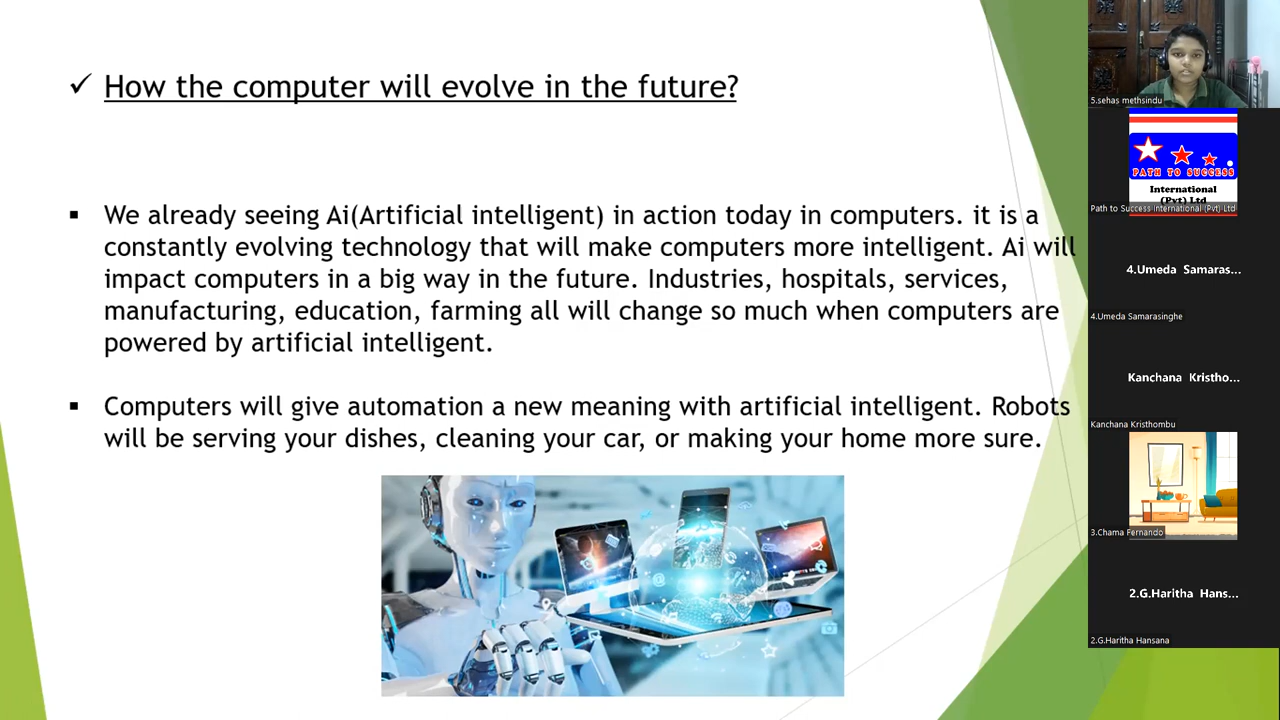 How the computer will evolve in the future?
We already seeing Ai(Artificial intelligent) in action today in computers. it is a
constantly evolving technology that will make computers more intelligent. Ai will
impact computers in a big way in the future. Industries, hospitals, services,
manufacturing, education, farming all will change so much when computers are
powered by artificial intelligent.
Computers will give automation a new meaning with artificial intelligent. Robots
will be serving your dishes, cleaning your car, or making your home more sure.
5.sehas methsindu
PATH TO SUCCESS
International
(Pvt) Ltd
Path to Success International (Pvt) Ltd
4.Umeda Samaras...
4.Umeda Samarasinghe
Kanchana Kristho...
Kanchana Kristhombu
3.Chama Fernando
2.G.Haritha Hans...
2.G.Haritha Hansana